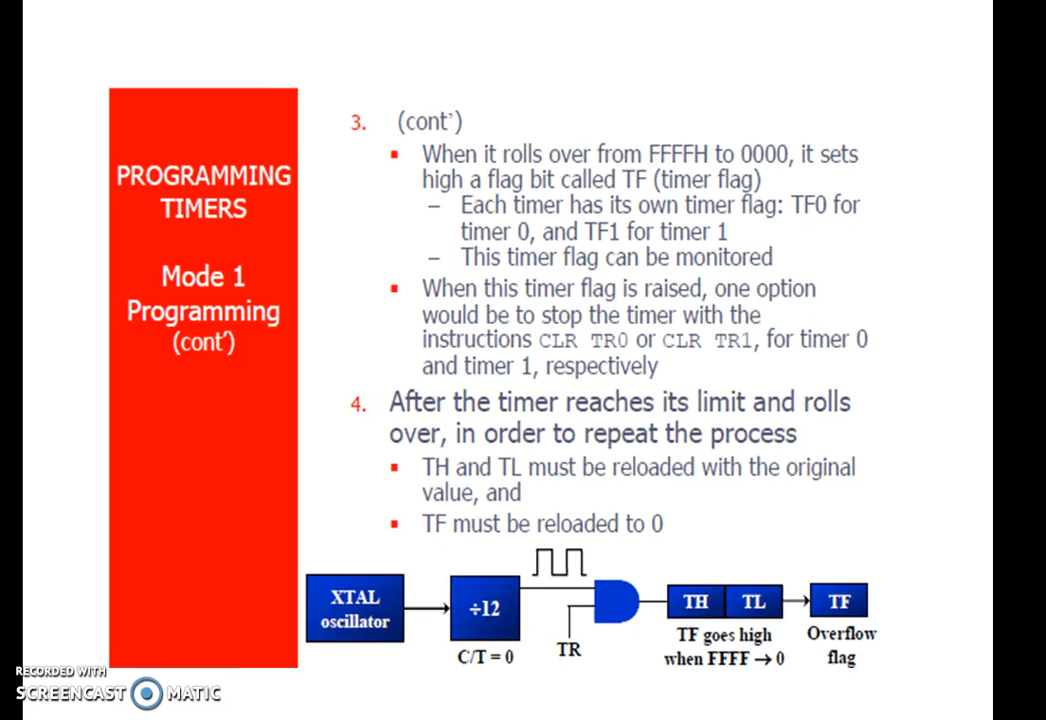 PROGRAMMING
TIMERS
Mode 1
Programming
(cont')
3. (cont')
▪ When it rolls over from FFFFH to 0000, it sets
high a flag bit called TF (timer flag)
– Each timer has its own timer flag: TF0 for
timer 0, and TF1 for timer 1
– This timer flag can be monitored
▪ When this timer flag is raised, one option
would be to stop the timer with the
instructions CLR TR0 or CLR TR1, for timer 0
and timer 1, respectively
4. After the timer reaches its limit and rolls
over, in order to repeat the process
▪ TH and TL must be reloaded with the original
value, and
▪ TF must be reloaded to 0
XTAL
oscillator
÷12
C/T = 0
TR
TH TL
TF goes high
when FFFF → 0
TF
Overflow
flag
RECORDED WITH
SCREENCAST MATIC